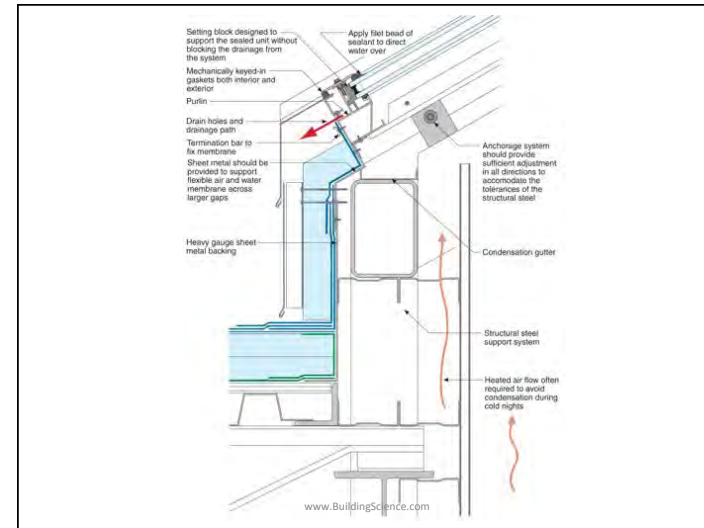 Setting block designed to
support the sealed unit without
blocking the drainage from
the system
Mechanically keyed-in
gaskets both interior and
exterior
Purlin
Drain holes and
drainage path
Termination bar to
fix membrane
Sheet metal should be
provided to support
flexible air and water
membrane across
larger gaps
Heavy gauge sheet
metal backing
Apply filet bead of
sealant to direct
water over
Anchorage system
should provide
sufficient adjustment
in all directions to
accomodate the
tolerances of the
structural steel
Condensation gutter
Structural steel
support system
Heated air flow often
required to avoid
condensation during
cold nights
www.BuildingScience.com